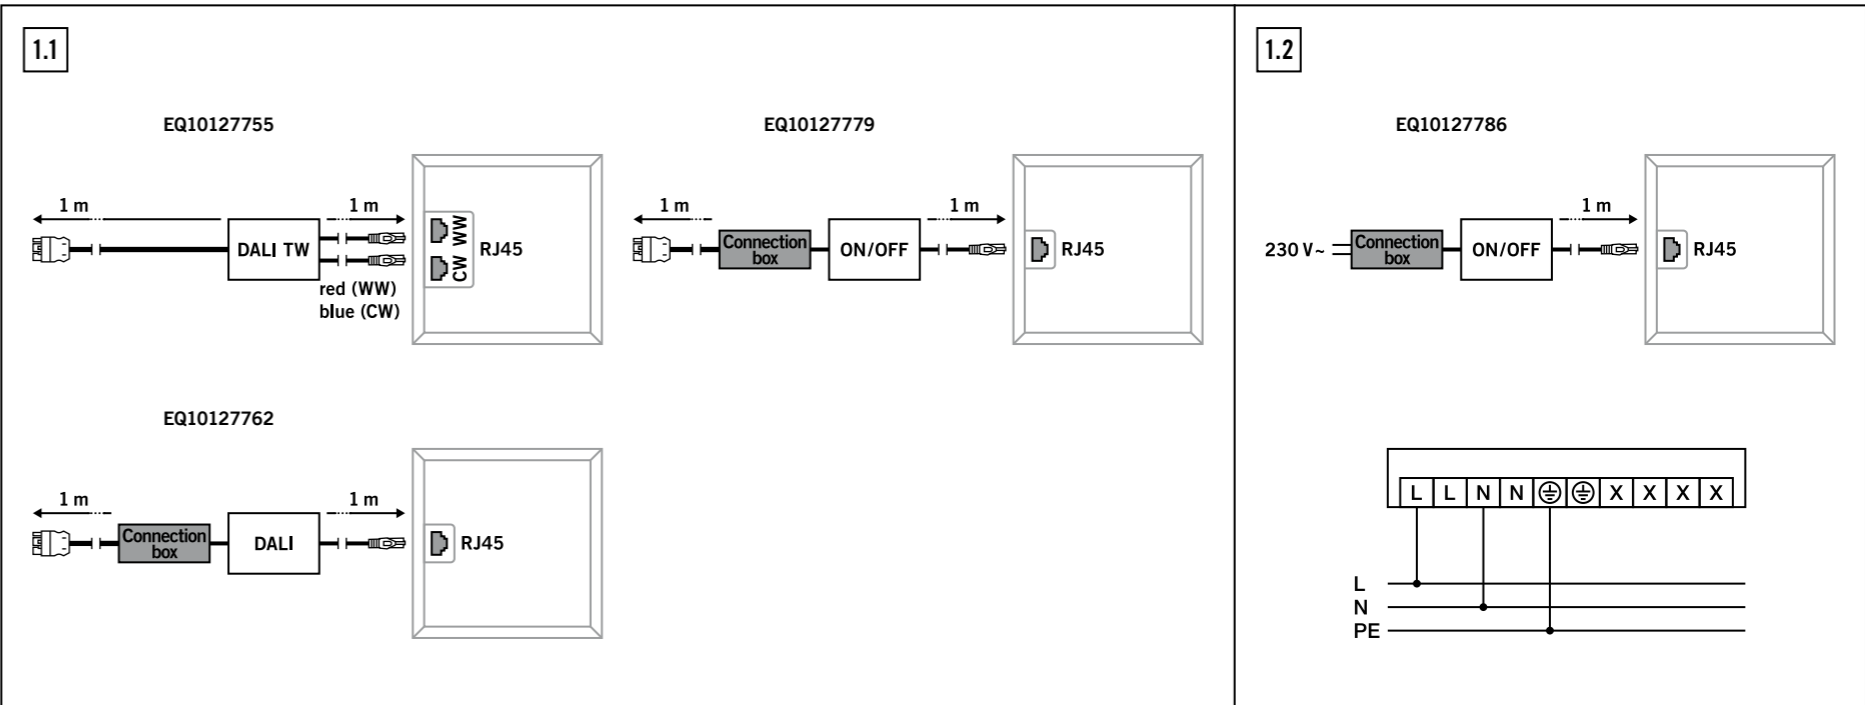 1.1
EQ10127755
1 m
1 m
DALI TW
WW
CW
RJ45
red (WW)
blue (CW)
EQ10127779
1 m
1 m
Connection
box
ON/OFF
RJ45
EQ10127762
1 m
1 m
Connection
box
DALI
RJ45
1.2
EQ10127786
1 m
230 V~
Connection
box
ON/OFF
RJ45
L L N N X X X X
L
N
PE